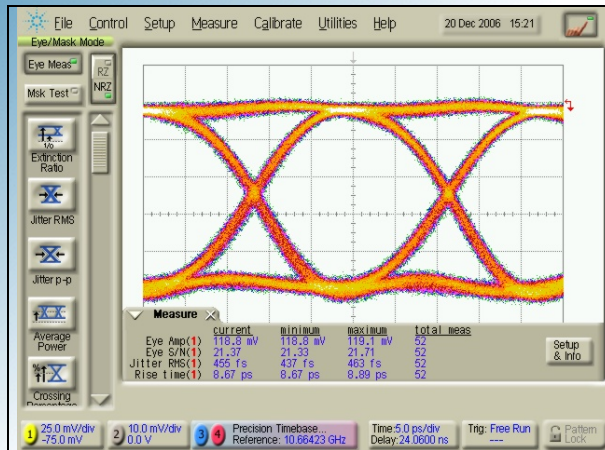 File Control Setup Measure Calibrate Utilities Help 20 Dec 2006 15:21
Eye/Mask Mode
Eye Meas
RZ
NRZ
Msk Test
1/0
Extinction
Ratio
Jitter RMS
Jitter p-p
Average
Power
%
Crossing
Percentage
Measure
current minimum maximum total meas
Eye Amp(1) 118.8 mV 118.8 mV 119.1 mV 52
Eye S/N(1) 21.37 21.33 21.71 52
Jitter RMS(1) 455 fs 437 fs 463 fs 52
Rise time(1) 8.67 ps 8.67 ps 8.89 ps 52
Setup
& Info
1 25.0 mV/div
-75.0 mV
2 10.0 mV/div
0.0 V
3 4 Precision Timebase...
Reference: 10.66423 GHz
Time:5.0 ps/div
Delay:24.0600 ns
Trig: Free Run
---
Pattern
Lock